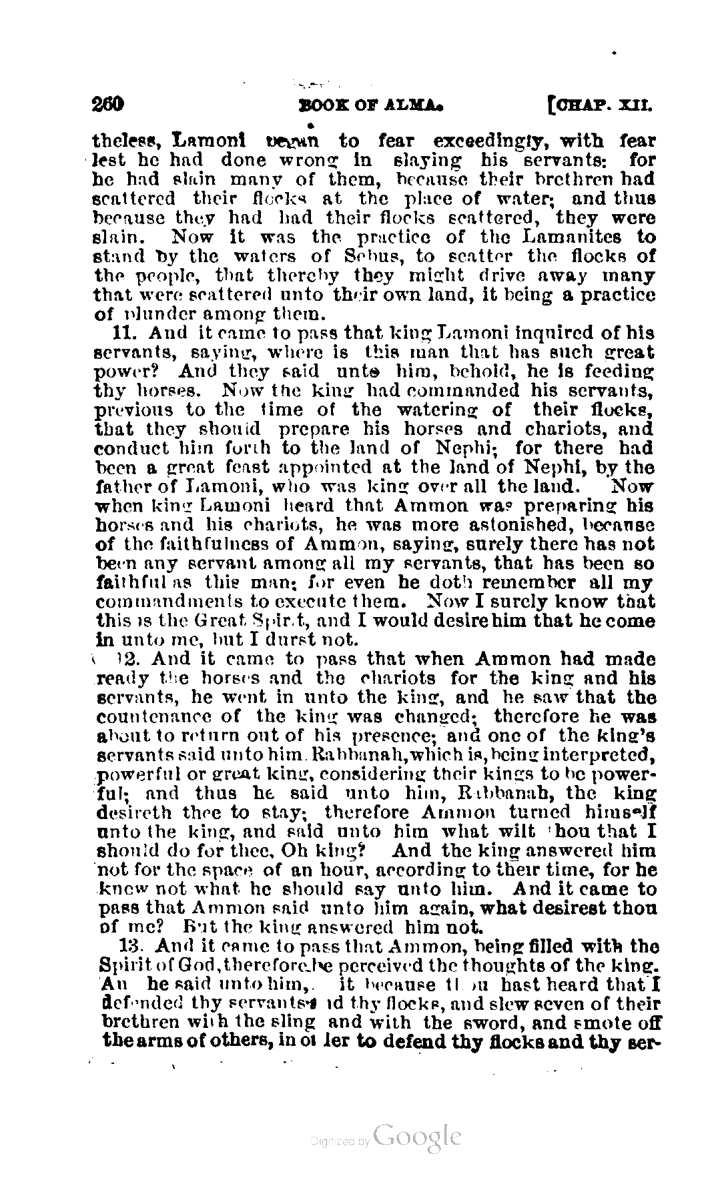 260 BOOK OF ALMA. [CHAP. XII.
theless, Lamoni began to fear exceedingly, with fear
lest he had done wrong in slaying his servants: for
he had slain many of them, because their brethren had
scattered their flocks at the place of water; and thus
because they had had their flocks scattered, they were
slain. Now it was the practice of the Lamanites to
stand by the waters of Sebus, to scatter the flocks of
the people, that thereby they might drive away many
that were scattered unto their own land, it being a practice
of plunder among them.
11. And it came to pass that king Lamoni inquired of his
servants, saying, where is this man that has such great
power? And they said unto him, behold, he is feeding
thy horses. Now the king had commanded his servants,
previous to the time of the watering of their flocks,
that they should prepare his horses and chariots, and
conduct him forth to the land of Nephi; for there had
been a great feast appointed at the land of Nephi, by the
father of Lamoni, who was king over all the land. Now
when king Lamoni heard that Ammon was preparing his
horses and his chariots, he was more astonished, because
of the faithfulness of Ammon, saying, surely there has not
been any servant among all my servants, that has been so
faithful as this man; for even he doth remember all my
commandments to execute them. Now I surely know that
this is the Great Spirit, and I would desire him that he come
in unto me, but I durst not.
12. And it came to pass that when Ammon had made
ready the horses and the chariots for the king and his
servants, he went in unto the king, and he saw that the
countenance of the king was changed; therefore he was
about to return out of his presence; and one of the king's
servants said unto him. Rabbanah, which is, being interpreted,
powerful or great king, considering their kings to be power-
ful; and thus he said unto him, Rabbanah, the king
desireth thee to stay; therefore Ammon turned himself
unto the king, and said unto him what wilt thou that I
should do for thee, Oh king? And the king answered him
not for the space of an hour, according to their time, for he
knew not what he should say unto him. And it came to
pass that Ammon said unto him again, what desirest thou
of me? But the king answered him not.
13. And it came to pass that Ammon, being filled with the
Spirit of God, therefore he perceived the thoughts of the king.
An he said unto him, it because thou hast heard that I
defended thy servants and thy flocks, and slew seven of their
brethren with the sling and with the sword, and smote off
the arms of others, in order to defend thy flocks and thy ser-
Digitized by Google